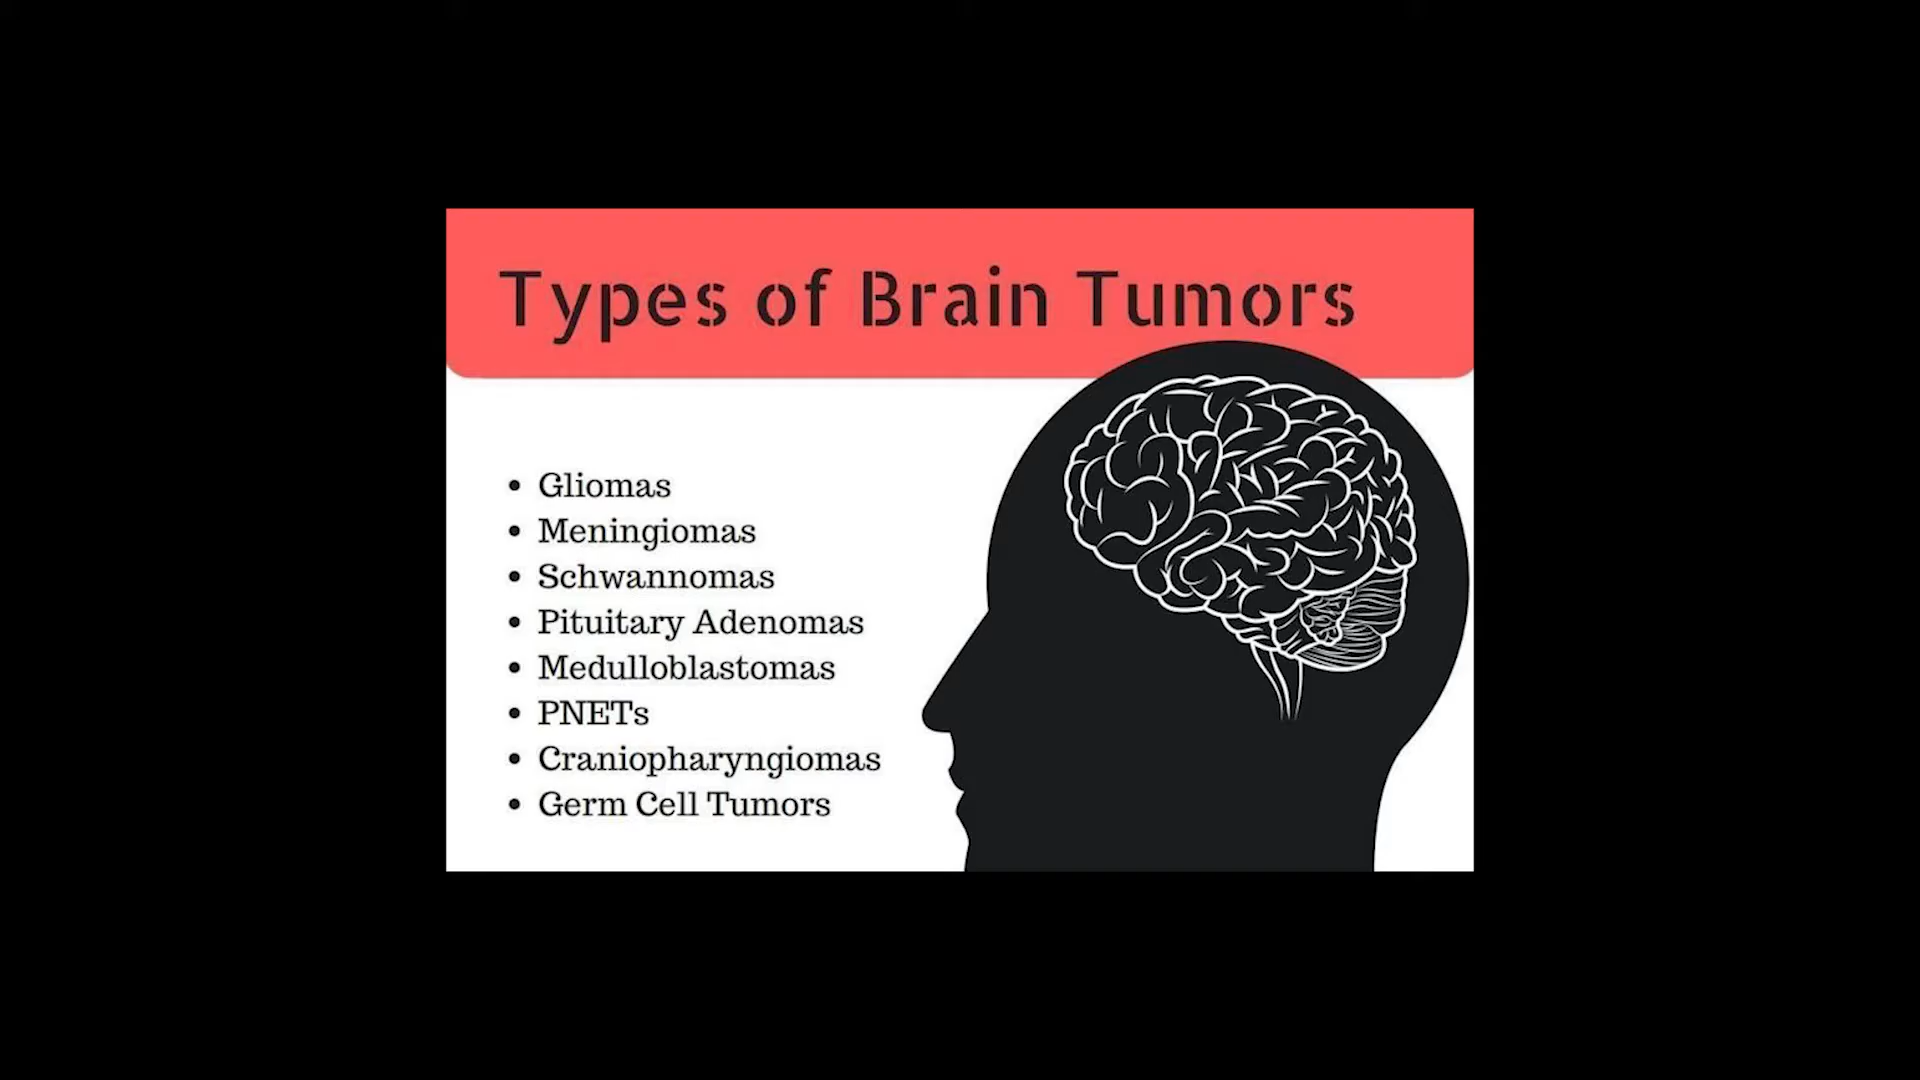 Types of Brain Tumors
• Gliomas
• Meningiomas
• Schwannomas
• Pituitary Adenomas
• Medulloblastomas
• PNETs
• Craniopharyngiomas
• Germ Cell Tumors